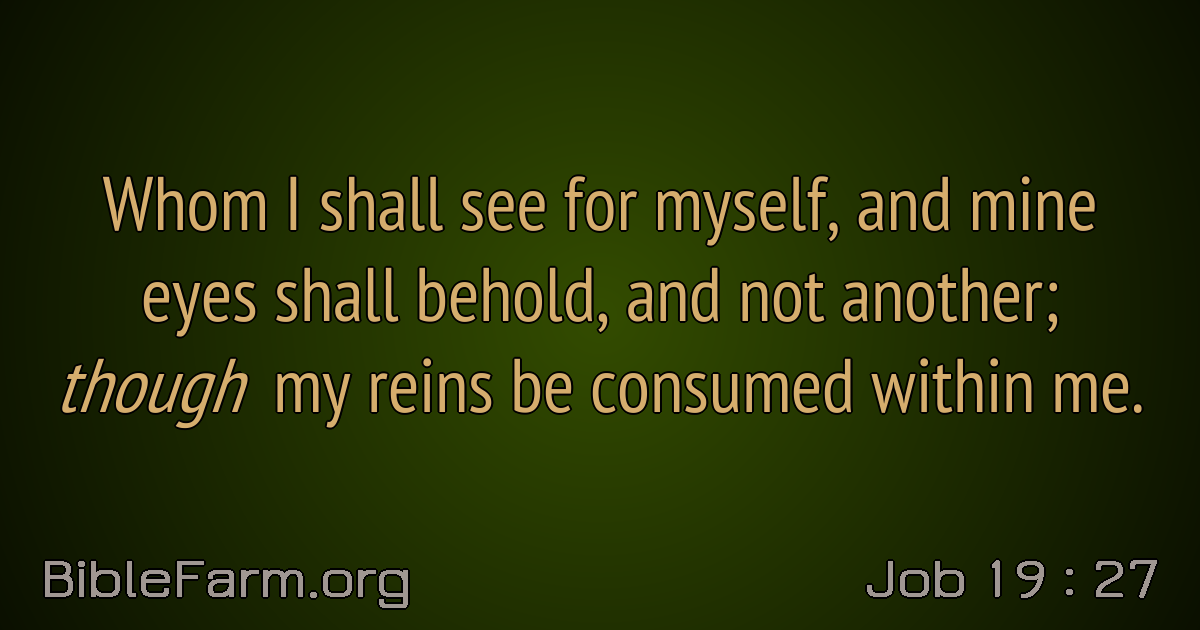 Whom I shall see for myself, and mine
eyes shall behold, and not another;
though my reins be consumed within me.
BibleFarm.org
Job 19 : 27